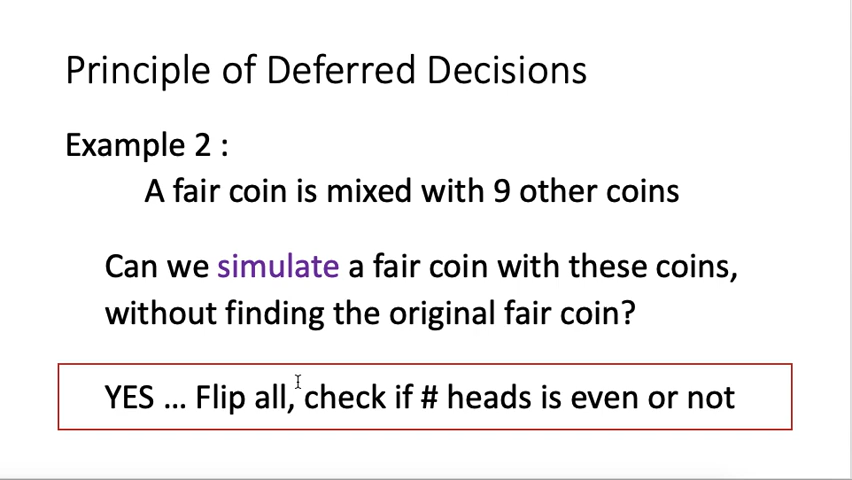 Principle of Deferred Decisions
Example 2 :
A fair coin is mixed with 9 other coins
Can we simulate a fair coin with these coins,
without finding the original fair coin?
YES ... Flip all, check if # heads is even or not